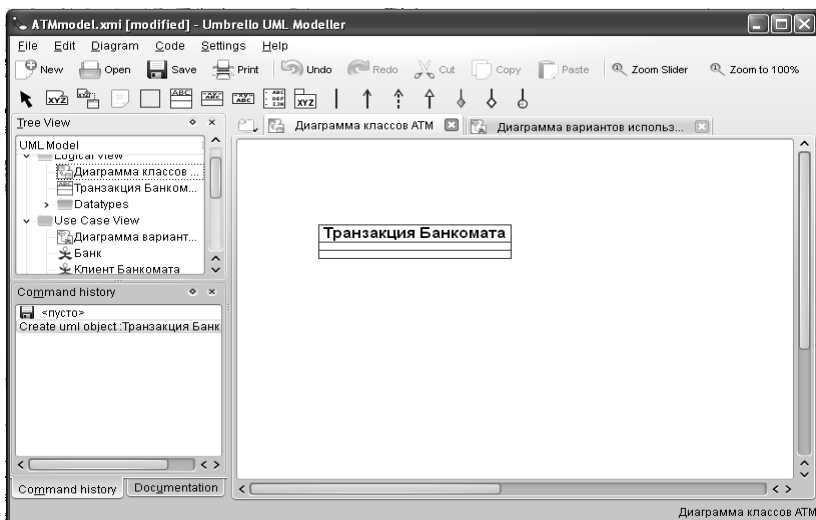 ATMmodel.xmi [modified] - Umbrello UML Modeller
File Edit Diagram Code Settings Help
New Open Save Print Undo Redo Cut Copy Paste Zoom Slider Zoom to 100%
Tree View
UML Model
Logical View
Диаграмма классов ...
Транзакция Банком...
Datatypes
Use Case View
Диаграмма вариант...
Банк
Клиент Банкомата
Command history
<пусто>
Create uml object :Транзакция Банк
Command history Documentation
Диаграмма классов ATM Диаграмма вариантов использ...
Транзакция Банкомата
Диаграмма классов ATM